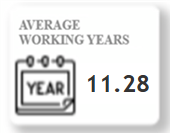 AVERAGE
WORKING YEARS
YEAR
11.28